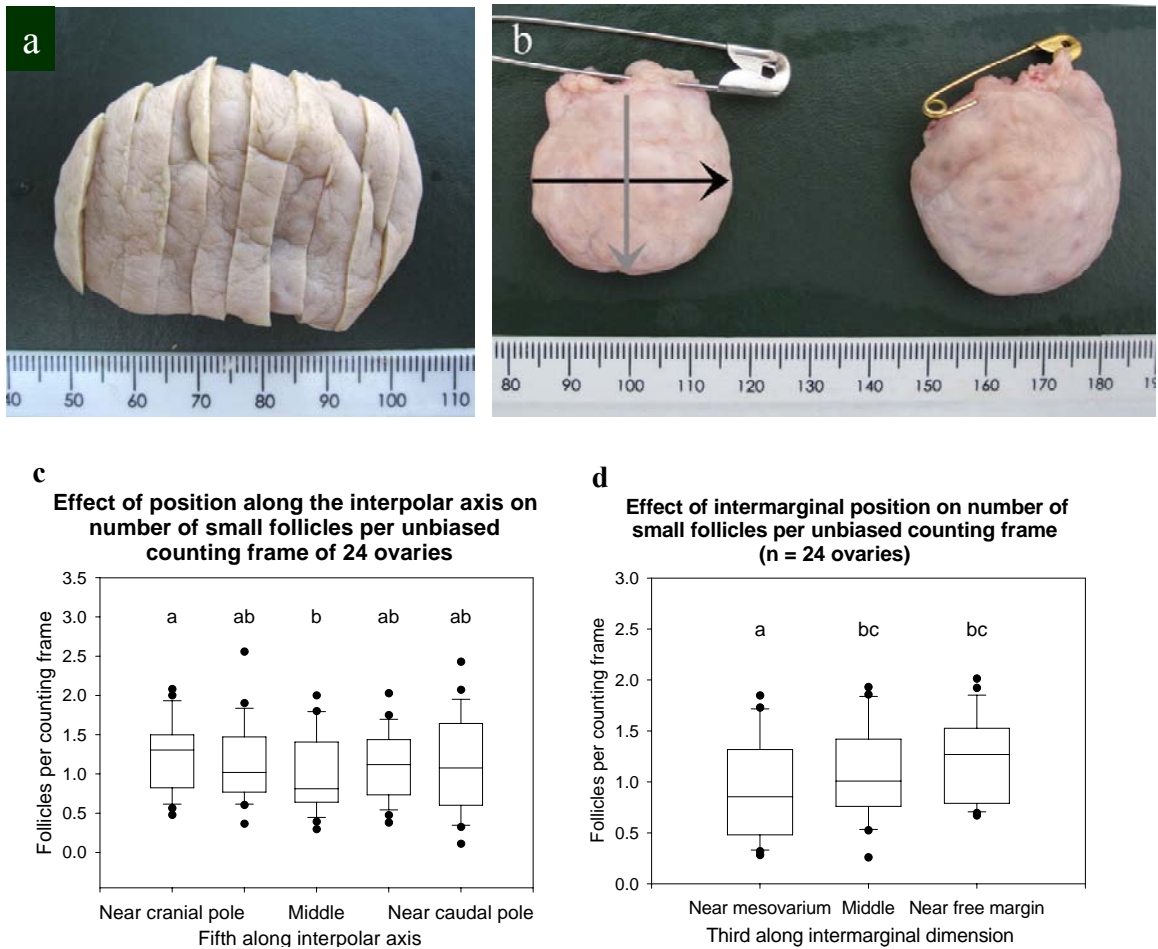 a
40 50 60 70 80 90 100 110
b
80 90 100 110 120 130 140 150 160 170 180 19
c
Effect of position along the interpolar axis on
number of small follicles per unbiased
counting frame of 24 ovaries
Follicles per counting frame
3.5
3.0
2.5
2.0
1.5
1.0
0.5
0.0
a ab b ab ab
Near cranial pole Middle Near caudal pole
Fifth along interpolar axis
d
Effect of intermarginal position on number of
small follicles per unbiased counting frame
(n = 24 ovaries)
Follicles per counting frame
3.0
2.5
2.0
1.5
1.0
0.5
0.0
a bc bc
Near mesovarium Middle Near free margin
Third along intermarginal dimension